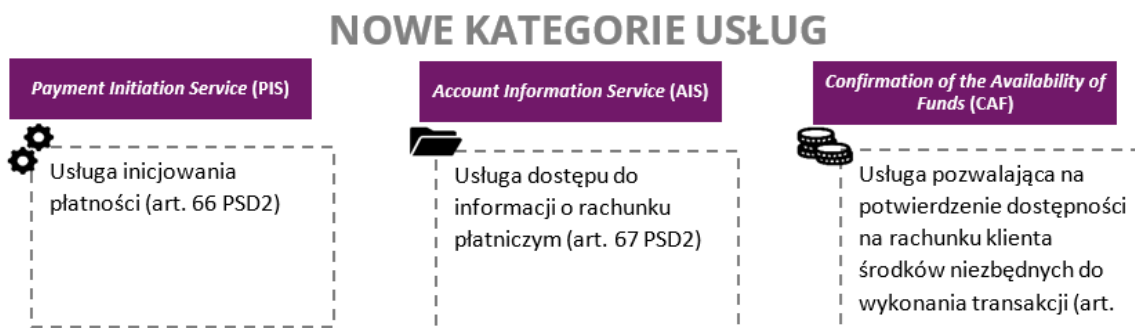 NOWE KATEGORIE USŁUG
Payment Initiation Service (PIS)
Usługa inicjowania
płatności (art. 66 PSD2)
Account Information Service (AIS)
Usługa dostępu do
informacji o rachunku
płatniczym (art. 67 PSD2)
Confirmation of the Availability of
Funds (CAF)
Usługa pozwalająca na
potwierdzenie dostępności
na rachunku klienta
środków niezbędnych do
wykonania transakcji (art.